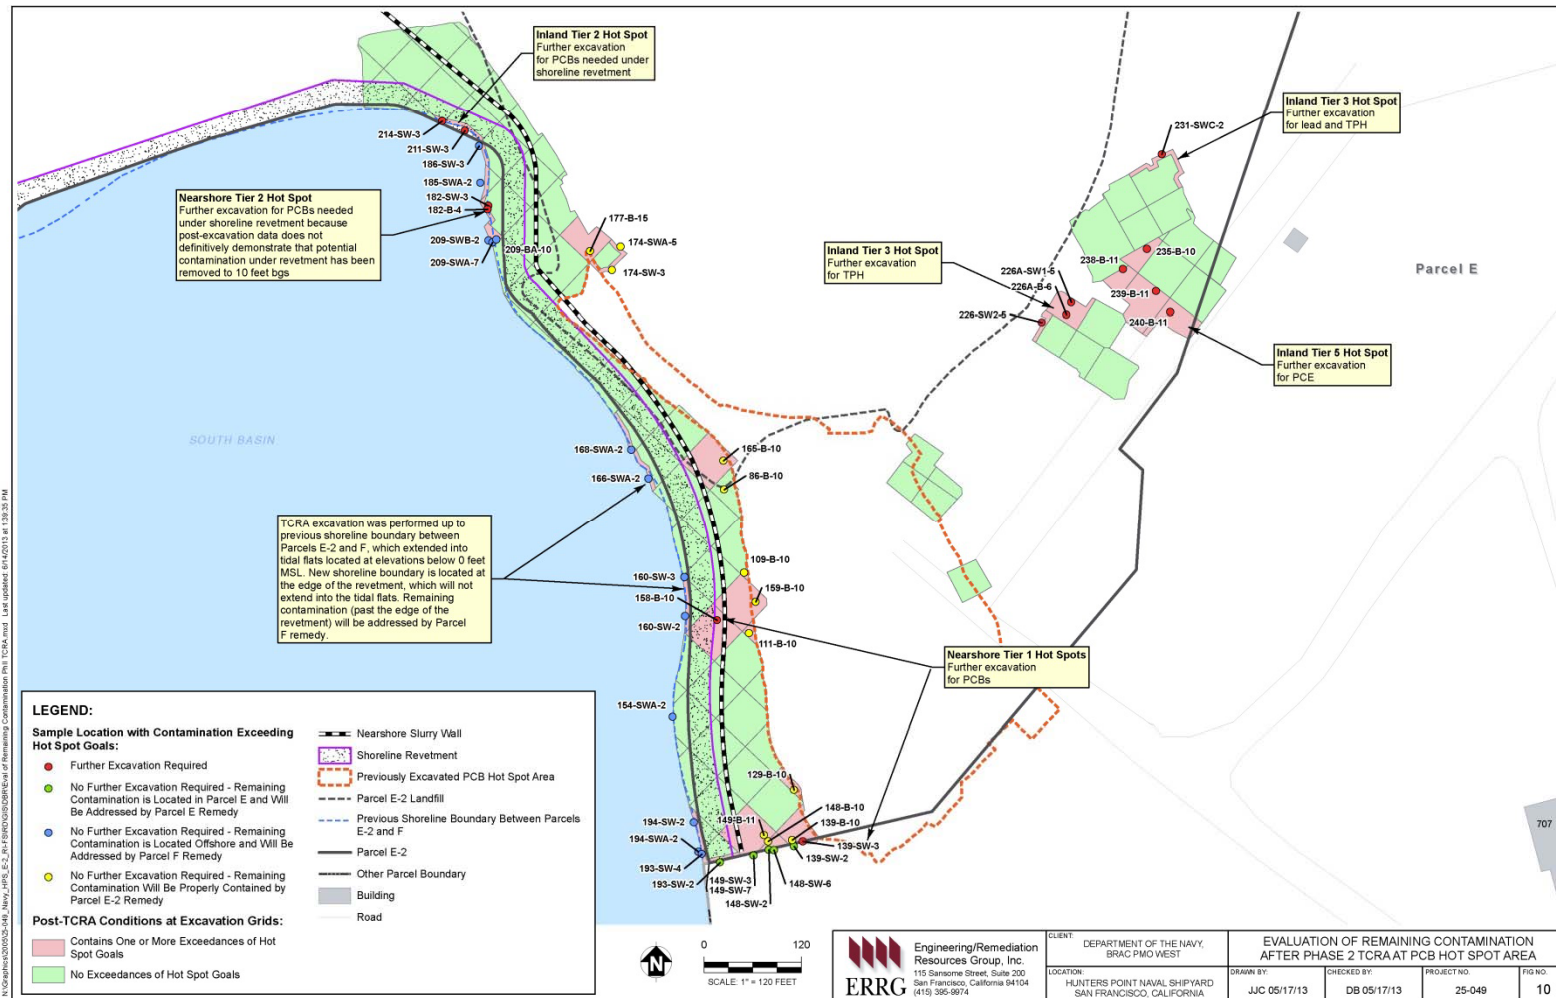 Inland Tier 2 Hot Spot
Further excavation
for PCBs needed under
shoreline revetment
Inland Tier 3 Hot Spot
Further excavation
for lead and TPH
231-SWC-2
214-SW-3
211-SW-3
186-SW-3
185-SWA-2
182-SW-3
182-B-4
209-SWB-2
209-SWA-7
209-BA-10
Nearshore Tier 2 Hot Spot
Further excavation for PCBs needed
under shoreline revetment because
post-excavation data does not
definitively demonstrate that potential
contamination under revetment has been
removed to 10 feet bgs
177-B-15
174-SWA-5
174-SW-3
Inland Tier 3 Hot Spot
Further excavation
for TPH
226A-SW1-5
226A-B-6
226-SW2-5
238-B-11
235-B-10
239-B-11
240-B-11
Parcel E
Inland Tier 5 Hot Spot
Further excavation
for PCE
SOUTH BASIN
168-SWA-2
166-SWA-2
165-B-10
86-B-10
TCRA excavation was performed up to
previous shoreline boundary between
Parcels E-2 and F, which extended into
tidal flats located at elevations below 0 feet
MSL. New shoreline boundary is located at
the edge of the revetment, which will not
extend into the tidal flats. Remaining
contamination (past the edge of the
revetment) will be addressed by Parcel
F remedy.
109-B-10
160-SW-3
158-B-10
159-B-10
160-SW-2
111-B-10
Nearshore Tier 1 Hot Spots
Further excavation
for PCBs
154-SWA-2
129-B-10
148-B-10
149-B-11
139-B-10
194-SW-2
194-SWA-2
139-SW-3
139-SW-2
193-SW-4
193-SW-2
149-SW-3
149-SW-7
148-SW-6
148-SW-2
707
LEGEND:
Sample Location with Contamination Exceeding
Hot Spot Goals:
Further Excavation Required
No Further Excavation Required - Remaining
Contamination is Located in Parcel E and Will
Be Addressed by Parcel E Remedy
No Further Excavation Required - Remaining
Contamination is Located Offshore and Will Be
Addressed by Parcel F Remedy
No Further Excavation Required - Remaining
Contamination Will Be Properly Contained by
Parcel E-2 Remedy
Post-TCRA Conditions at Excavation Grids:
Contains One or More Exceedances of Hot
Spot Goals
No Exceedances of Hot Spot Goals
Nearshore Slurry Wall
Shoreline Revetment
Previously Excavated PCB Hot Spot Area
Parcel E-2 Landfill
Previous Shoreline Boundary Between Parcels
E-2 and F
Parcel E-2
Other Parcel Boundary
Building
Road
N
0 120
SCALE: 1" = 120 FEET
ERRG
Engineering/Remediation
Resources Group, Inc.
115 Sansome Street, Suite 200
San Francisco, California 94104
(415) 395-9974
CLIENT:
DEPARTMENT OF THE NAVY,
BRAC PMO WEST
LOCATION:
HUNTERS POINT NAVAL SHIPYARD
SAN FRANCISCO, CALIFORNIA
EVALUATION OF REMAINING CONTAMINATION
AFTER PHASE 2 TCRA AT PCB HOT SPOT AREA
DRAWN BY:
JJC 05/17/13
CHECKED BY:
DB 05/17/13
PROJECT NO.
25-049
FIG NO.
10
Last updated: 6/14/2013 at 1:39:35 PM